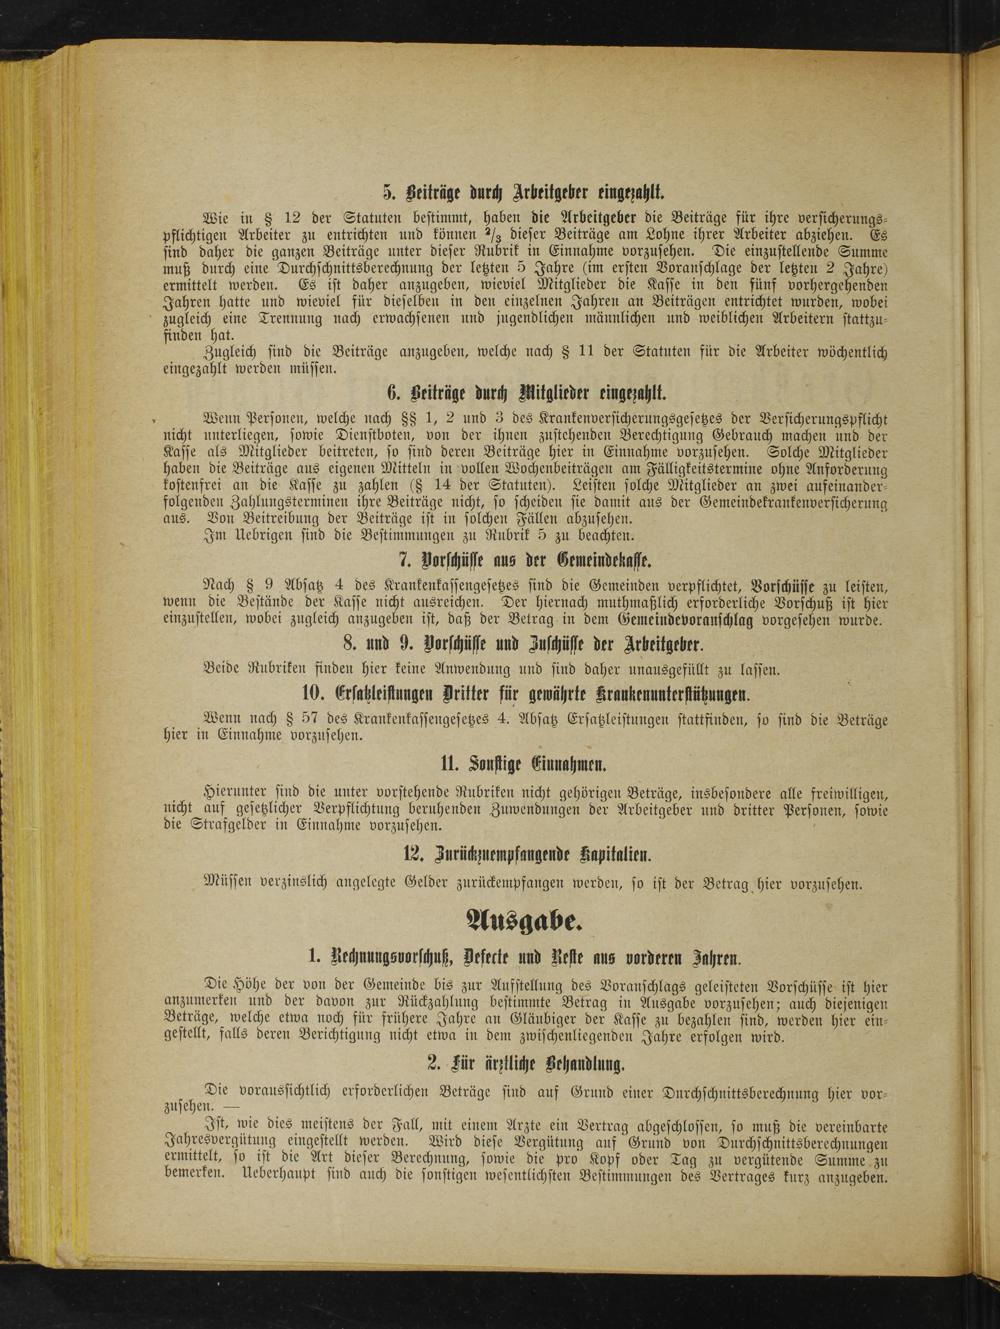 5. Beiträge durch Arbeitgeber eingezahlt.
Wie in § 12 der Statuten bestimmt, haben die Arbeitgeber die Beiträge für ihre versicherungs-
pflichtigen Arbeiter zu entrichten und können 2/3 dieser Beiträge am Lohne ihrer Arbeiter abziehen. Es
sind daher die ganzen Beiträge unter dieser Rubrik in Einnahme vorzusehen. Die einzustellende Summe
muß durch eine Durchschnittsberechnung der letzten 5 Jahre (im ersten Voranschlage der letzten 2 Jahre)
ermittelt werden. Es ist daher anzugeben, wieviel Mitglieder die Kasse in den fünf vorhergehenden
Jahren hatte und wieviel für dieselben in den einzelnen Jahren an Beiträgen entrichtet wurden, wobei
zugleich eine Trennung nach erwachsenen und jugendlichen männlichen und weiblichen Arbeitern stattzu-
finden hat.
Zugleich sind die Beiträge anzugeben, welche nach § 11 der Statuten für die Arbeiter wöchentlich
eingezahlt werden müssen.
6. Beiträge durch Mitglieder eingezahlt.
Wenn Personen, welche nach §§ 1, 2 und 3 des Krankenversicherungsgesetzes der Versicherungspflicht
nicht unterliegen, sowie Dienstboten, von der ihnen zustehenden Berechtigung Gebrauch machen und der
Kasse als Mitglieder beitreten, so sind deren Beiträge hier in Einnahme vorzusehen. Solche Mitglieder
haben die Beiträge aus eigenen Mitteln in vollen Wochenbeiträgen am Fälligkeitstermine ohne Anforderung
kostenfrei an die Kasse zu zahlen (§ 14 der Statuten). Leisten solche Mitglieder an zwei aufeinander-
folgenden Zahlungsterminen ihre Beiträge nicht, so scheiden sie damit aus der Gemeindekrankenversicherung
aus. Von Beitreibung der Beiträge ist in solchen Fällen abzusehen.
Im Uebrigen sind die Bestimmungen zu Rubrik 5 zu beachten.
7. Vorschüsse aus der Gemeindekasse.
Nach § 9 Absatz 4 des Krankenkassengesetzes sind die Gemeinden verpflichtet, Vorschüsse zu leisten,
wenn die Bestände der Kasse nicht ausreichen. Der hiernach muthmaßlich erforderliche Vorschuß ist hier
einzustellen, wobei zugleich anzugeben ist, daß der Betrag in dem Gemeindevoranschlag vorgesehen wurde.
8. und 9. Vorschüsse und Zuschüsse der Arbeitgeber.
Beide Rubriken finden hier keine Anwendung und sind daher unausgefüllt zu lassen.
10. Ersatzleistungen Dritter für gewährte Krankenunterstützungen.
Wenn nach § 57 des Krankenkassengesetzes 4. Absatz Ersatzleistungen stattfinden, so sind die Beträge
hier in Einnahme vorzusehen.
11. Sonstige Einnahmen.
Hierunter sind die unter vorstehende Rubriken nicht gehörigen Beträge, insbesondere alle freiwilligen,
nicht auf gesetzlicher Verpflichtung beruhenden Zuwendungen der Arbeitgeber und dritter Personen, sowie
die Strafgelder in Einnahme vorzusehen.
12. Zurückzuempfangende Kapitalien.
Müssen verzinslich angelegte Gelder zurückempfangen werden, so ist der Betrag hier vorzusehen.
Ausgabe.
1. Rechnungsvorschuß, Defecte und Reste aus vorderen Jahren.
Die Höhe der von der Gemeinde bis zur Aufstellung des Voranschlags geleisteten Vorschüsse ist hier
anzumerken und der davon zur Rückzahlung bestimmte Betrag in Ausgabe vorzusehen; auch diejenigen
Beträge, welche etwa noch für frühere Jahre an Gläubiger der Kasse zu bezahlen sind, werden hier ein-
gestellt, falls deren Berichtigung nicht etwa in dem zwischenliegenden Jahre erfolgen wird.
2. Für ärztliche Behandlung.
Die voraussichtlich erforderlichen Beträge sind auf Grund einer Durchschnittsberechnung hier vor-
zusehen. —
Ist, wie dies meistens der Fall, mit einem Arzte ein Vertrag abgeschlossen, so muß die vereinbarte
Jahresvergütung eingestellt werden. Wird diese Vergütung auf Grund von Durchschnittsberechnungen
ermittelt, so ist die Art dieser Berechnung, sowie die pro Kopf oder Tag zu vergütende Summe zu
bemerken. Ueberhaupt sind auch die sonstigen wesentlichsten Bestimmungen des Vertrages kurz anzugeben.